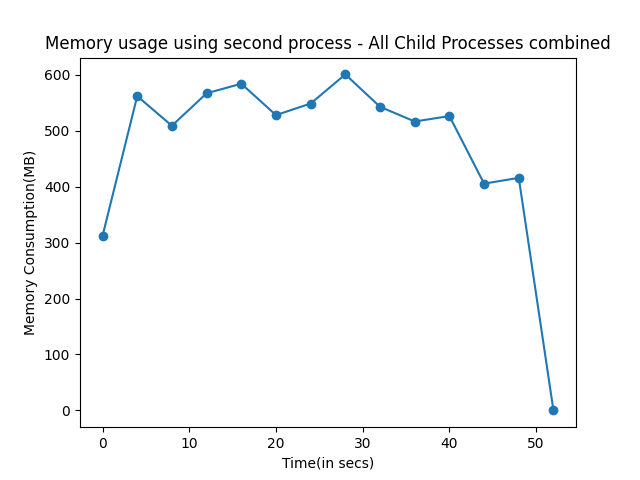 Memory usage using second process - All Child Processes combined
600
500
400
300
200
100
0
Memory Consumption(MB)
0 10 20 30 40 50
Time(in secs)